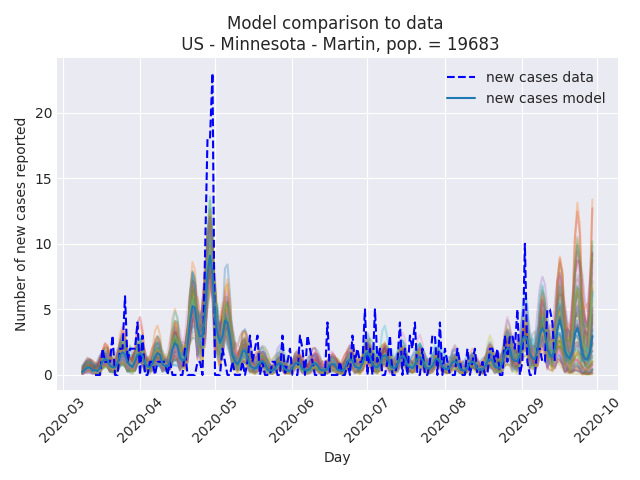 Model comparison to data
US - Minnesota - Martin, pop. = 19683
new cases data
new cases model
Number of new cases reported
20
15
10
5
0
2020-03
2020-04
2020-05
2020-06
2020-07
2020-08
2020-09
2020-10
Day